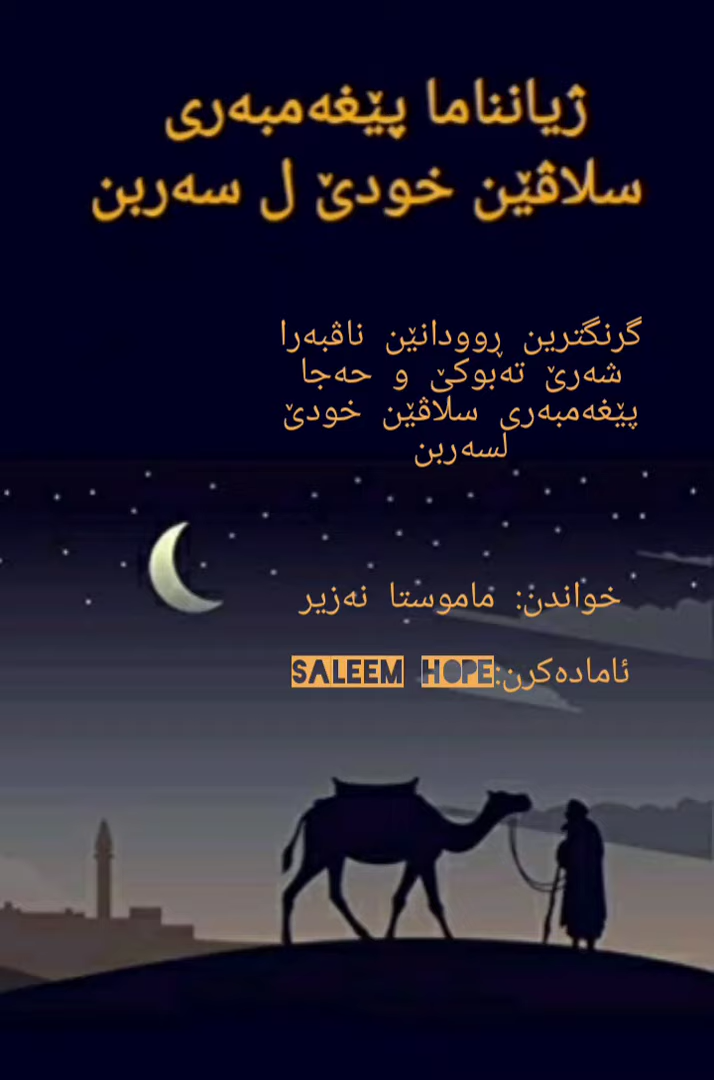 ژیانناما پێغەمبەری
سلاڤێن خودێ ل سەربن
گرنگترین ڕوودانێن ناڤبەرا
شەرێ تەبوکێ و حەجا
پێغەمبەری سلاڤێن خودێ
لسەربن
خواندن: ماموستا نەزیر
ئامادەکرن:SALEEM HOPE